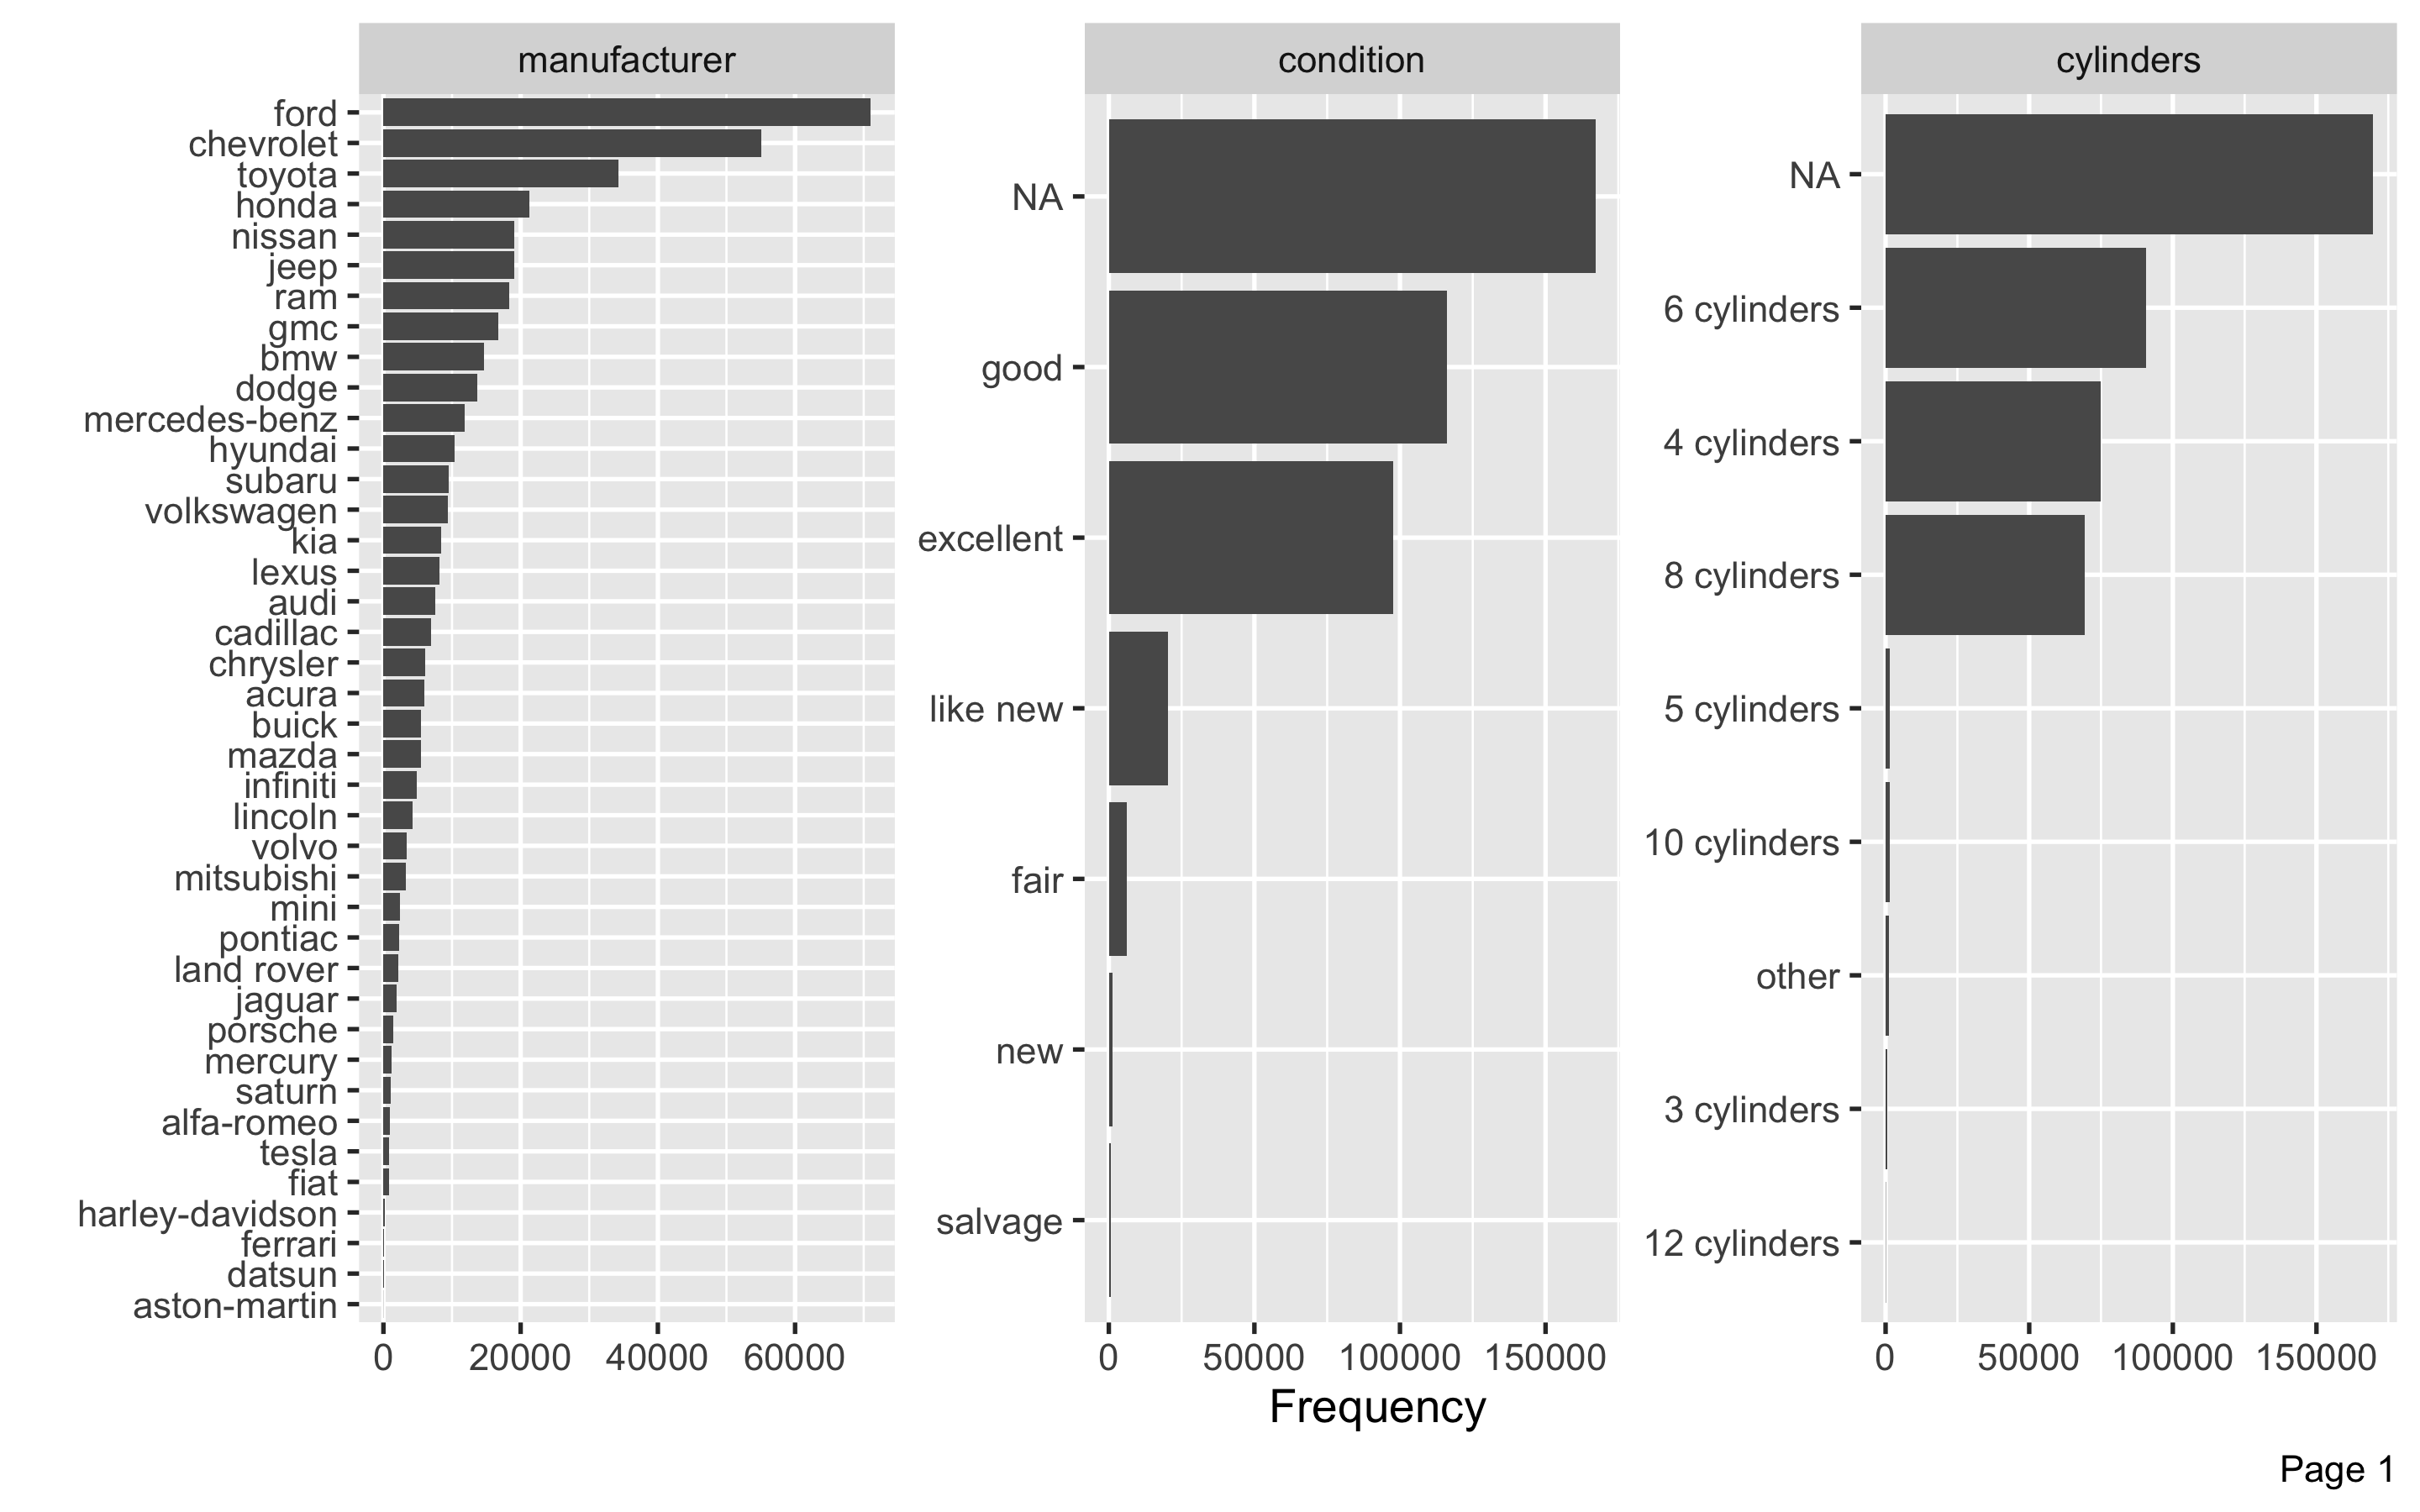 manufacturer
ford
chevrolet
toyota
honda
nissan
jeep
ram
gmc
bmw
dodge
mercedes-benz
hyundai
subaru
volkswagen
kia
lexus
audi
cadillac
chrysler
acura
buick
mazda
infiniti
lincoln
volvo
mitsubishi
mini
pontiac
land rover
jaguar
porsche
mercury
saturn
alfa-romeo
tesla
fiat
harley-davidson
ferrari
datsun
aston-martin
0 20000 40000 60000
condition
NA
good
excellent
like new
fair
new
salvage
0 50000 100000 150000
cylinders
NA
6 cylinders
4 cylinders
8 cylinders
5 cylinders
10 cylinders
other
3 cylinders
12 cylinders
0 50000 100000 150000
Frequency
Page 1